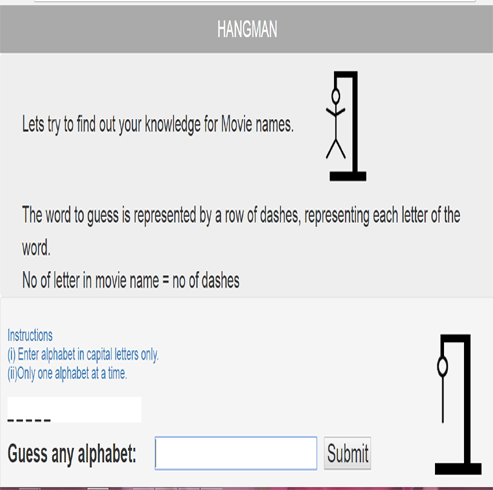 HANGMAN
Lets try to find out your knowledge for Movie names.
The word to guess is represented by a row of dashes, representing each letter of the
word.
No of letter in movie name = no of dashes
Instructions
(i) Enter alphabet in capital letters only.
(ii)Only one alphabet at a time.
_ _ _ _ _
Guess any alphabet: Submit